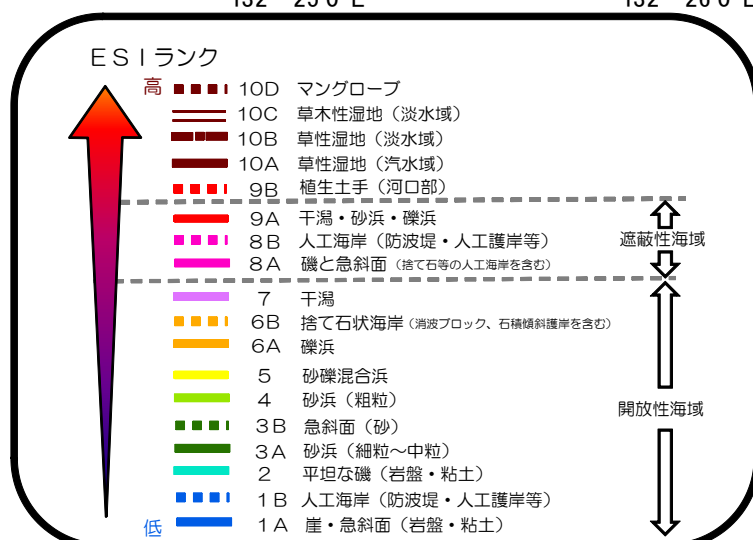 ＥＳＩランク
高 10D マングローブ
10C 草木性湿地（淡水域）
10B 草性湿地（淡水域）
10A 草性湿地（汽水域）
9B 植生土手（河口部）
9A 干潟・砂浜・礫浜
8B 人工海岸（防波堤・人工護岸等）
遮蔽性海域
8A 磯と急斜面（捨て石等の人工海岸を含む）
7 干潟
6B 捨て石状海岸（消波ブロック、石積傾斜護岸を含む）
6A 礫浜
5 砂礫混合浜
4 砂浜（粗粒）
開放性海域
3B 急斜面（砂）
3A 砂浜（細粒～中粒）
2 平坦な磯（岩盤・粘土）
1B 人工海岸（防波堤・人工護岸等）
低 1A 崖・急斜面（岩盤・粘土）